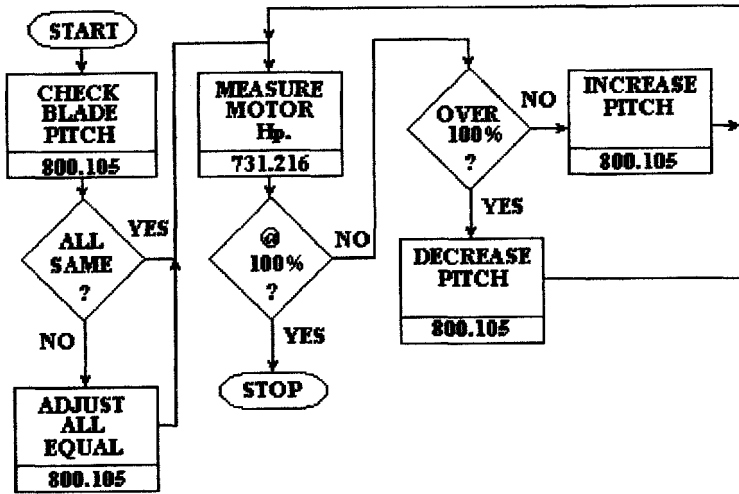 START
CHECK
BLADE
PITCH
800.105
ALL
SAME
?
YES
NO
ADJUST
ALL
EQUAL
800.105
MEASURE
MOTOR
Hp.
731.216
@
100%
?
NO
YES
STOP
OVER
100%
?
NO
YES
INCREASE
PITCH
800.105
DECREASE
PITCH
800.105